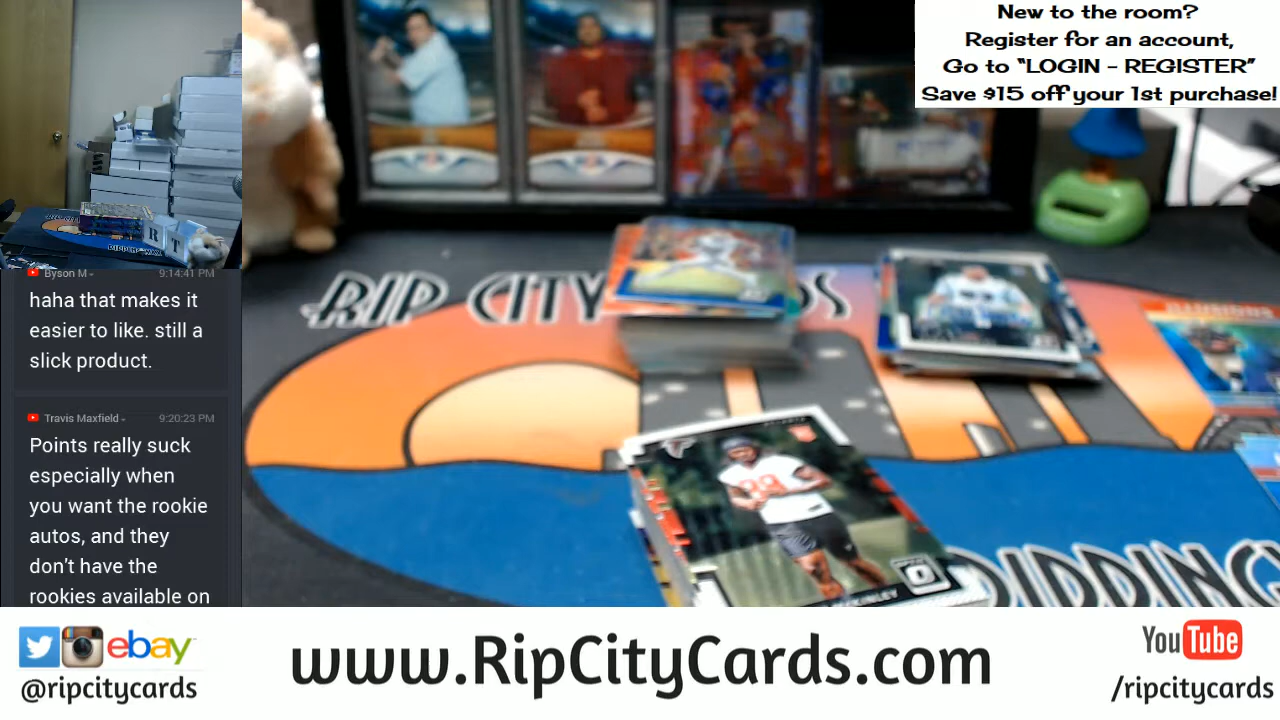 New to the room?
Register for an account,
Go to "LOGIN - REGISTER"
Save $15 off your 1st purchase!
Byson M
9:14:41 PM
haha that makes it
easier to like. still a
slick product.
Travis Maxfield
9:20:23 PM
Points really suck
especially when
you want the rookie
autos, and they
don't have the
rookies available on
RIP CITY
RIPPING
R T
ebay
@ripcitycards
www.RipCityCards.com
YouTube
/ripcitycards